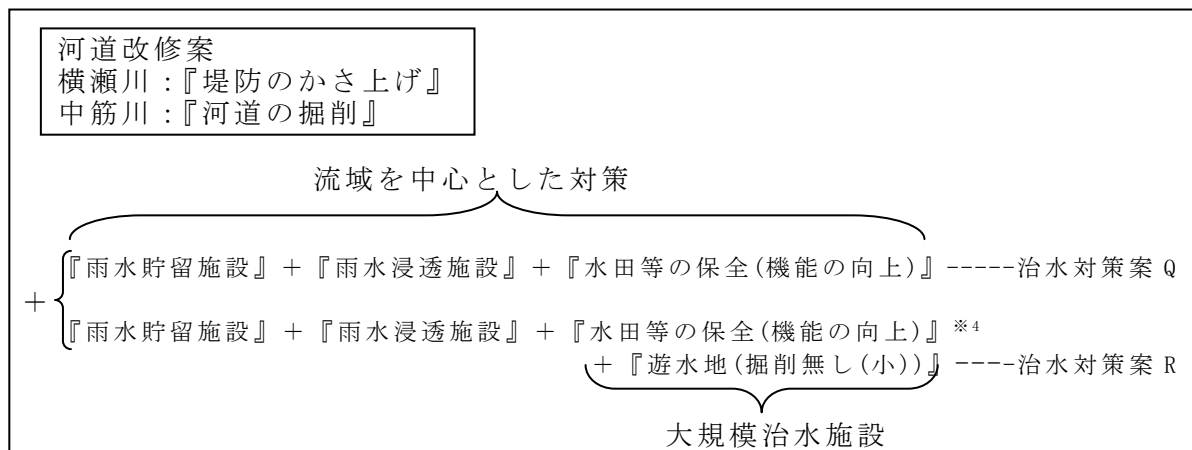 河道改修案
横瀬川:『堤防のかさ上げ』
中筋川:『河道の掘削』
流域を中心とした対策
『雨水貯留施設』+『雨水浸透施設』+『水田等の保全(機能の向上)』-----治水対策案 Q
+
『雨水貯留施設』+『雨水浸透施設』+『水田等の保全(機能の向上)』※4
+『遊水地(掘削無し(小))』----治水対策案 R
大規模治水施設